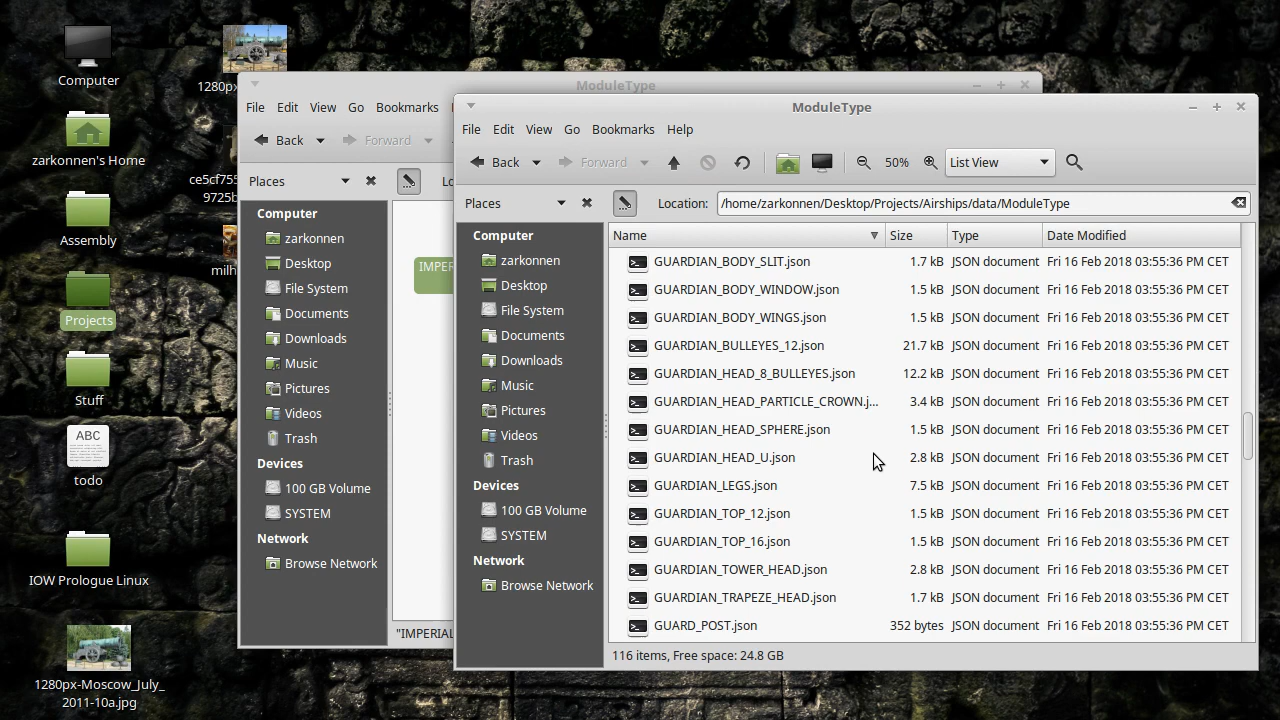 Computer
zarkonnen's Home
Assembly
Projects
Stuff
ABC
todo
IOW Prologue Linux
1280px-Moscow_July_
2011-10a.jpg
1280px
ce5cf755
9725b
milh
ModuleType
File Edit View Go Bookmarks
Back Forward
Places
Computer
zarkonnen
Desktop
File System
Documents
Downloads
Music
Pictures
Videos
Trash
Devices
100 GB Volume
SYSTEM
Network
Browse Network
IMPER
"IMPERIAL
ModuleType
File Edit View Go Bookmarks Help
Back Forward 50% List View
Places Location: /home/zarkonnen/Desktop/Projects/Airships/data/ModuleType
Computer
zarkonnen
Desktop
File System
Documents
Downloads
Music
Pictures
Videos
Trash
Devices
100 GB Volume
SYSTEM
Network
Browse Network
Name Size Type Date Modified
GUARDIAN_BODY_SLIT.json 1.7 kB JSON document Fri 16 Feb 2018 03:55:36 PM CET
GUARDIAN_BODY_WINDOW.json 1.5 kB JSON document Fri 16 Feb 2018 03:55:36 PM CET
GUARDIAN_BODY_WINGS.json 1.5 kB JSON document Fri 16 Feb 2018 03:55:36 PM CET
GUARDIAN_BULLEYES_12.json 21.7 kB JSON document Fri 16 Feb 2018 03:55:36 PM CET
GUARDIAN_HEAD_8_BULLEYES.json 12.2 kB JSON document Fri 16 Feb 2018 03:55:36 PM CET
GUARDIAN_HEAD_PARTICLE_CROWN.j... 3.4 kB JSON document Fri 16 Feb 2018 03:55:36 PM CET
GUARDIAN_HEAD_SPHERE.json 1.5 kB JSON document Fri 16 Feb 2018 03:55:36 PM CET
GUARDIAN_HEAD_U.json 2.8 kB JSON document Fri 16 Feb 2018 03:55:36 PM CET
GUARDIAN_LEGS.json 7.5 kB JSON document Fri 16 Feb 2018 03:55:36 PM CET
GUARDIAN_TOP_12.json 1.5 kB JSON document Fri 16 Feb 2018 03:55:36 PM CET
GUARDIAN_TOP_16.json 1.5 kB JSON document Fri 16 Feb 2018 03:55:36 PM CET
GUARDIAN_TOWER_HEAD.json 2.8 kB JSON document Fri 16 Feb 2018 03:55:36 PM CET
GUARDIAN_TRAPEZE_HEAD.json 1.7 kB JSON document Fri 16 Feb 2018 03:55:36 PM CET
GUARD_POST.json 352 bytes JSON document Fri 16 Feb 2018 03:55:36 PM CET
116 items, Free space: 24.8 GB